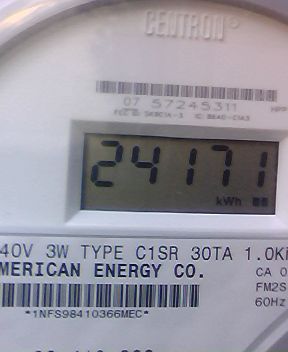 CENTRON®
07 57245311
24171
kWh
40V 3W TYPE C1SR 30TA 1.0K
MERICAN ENERGY CO.
CA 0
FM2S
60Hz
*1NFS98410366MEC*